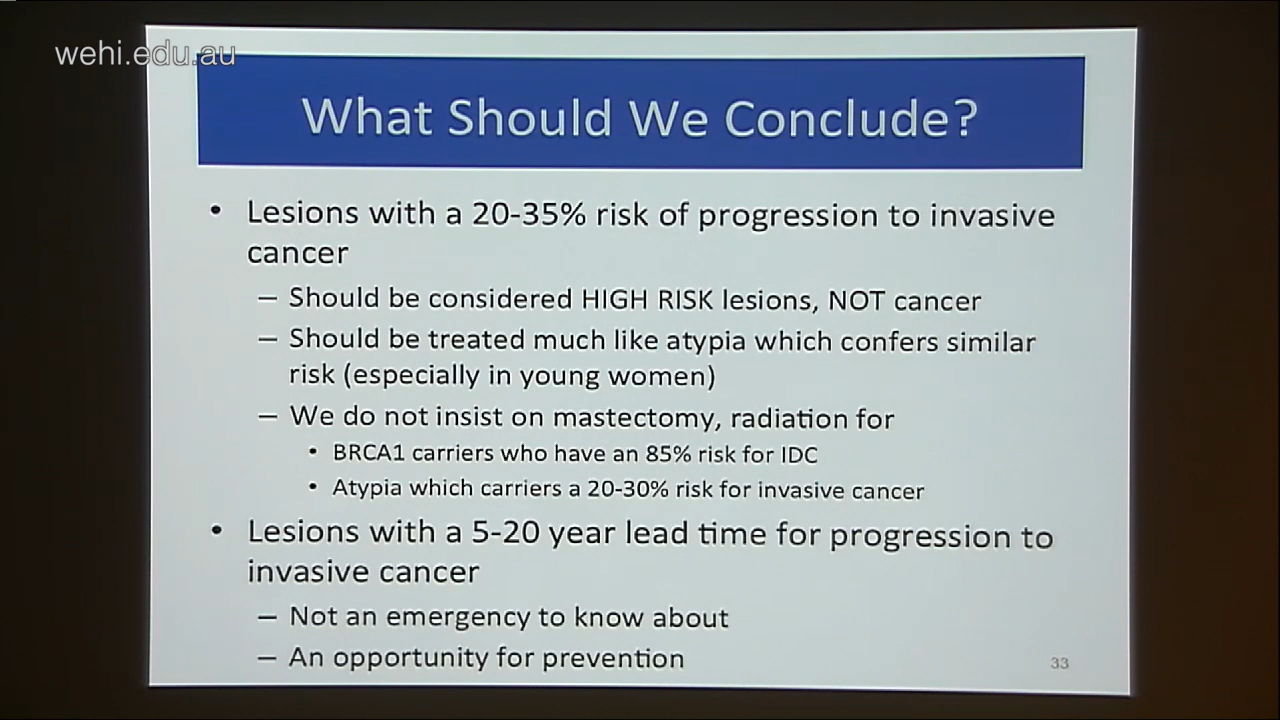 wehi.edu.au
What Should We Conclude?
• Lesions with a 20-35% risk of progression to invasive
cancer
– Should be considered HIGH RISK lesions, NOT cancer
– Should be treated much like atypia which confers similar
risk (especially in young women)
– We do not insist on mastectomy, radiation for
• BRCA1 carriers who have an 85% risk for IDC
• Atypia which carriers a 20-30% risk for invasive cancer
• Lesions with a 5-20 year lead time for progression to
invasive cancer
– Not an emergency to know about
– An opportunity for prevention
33